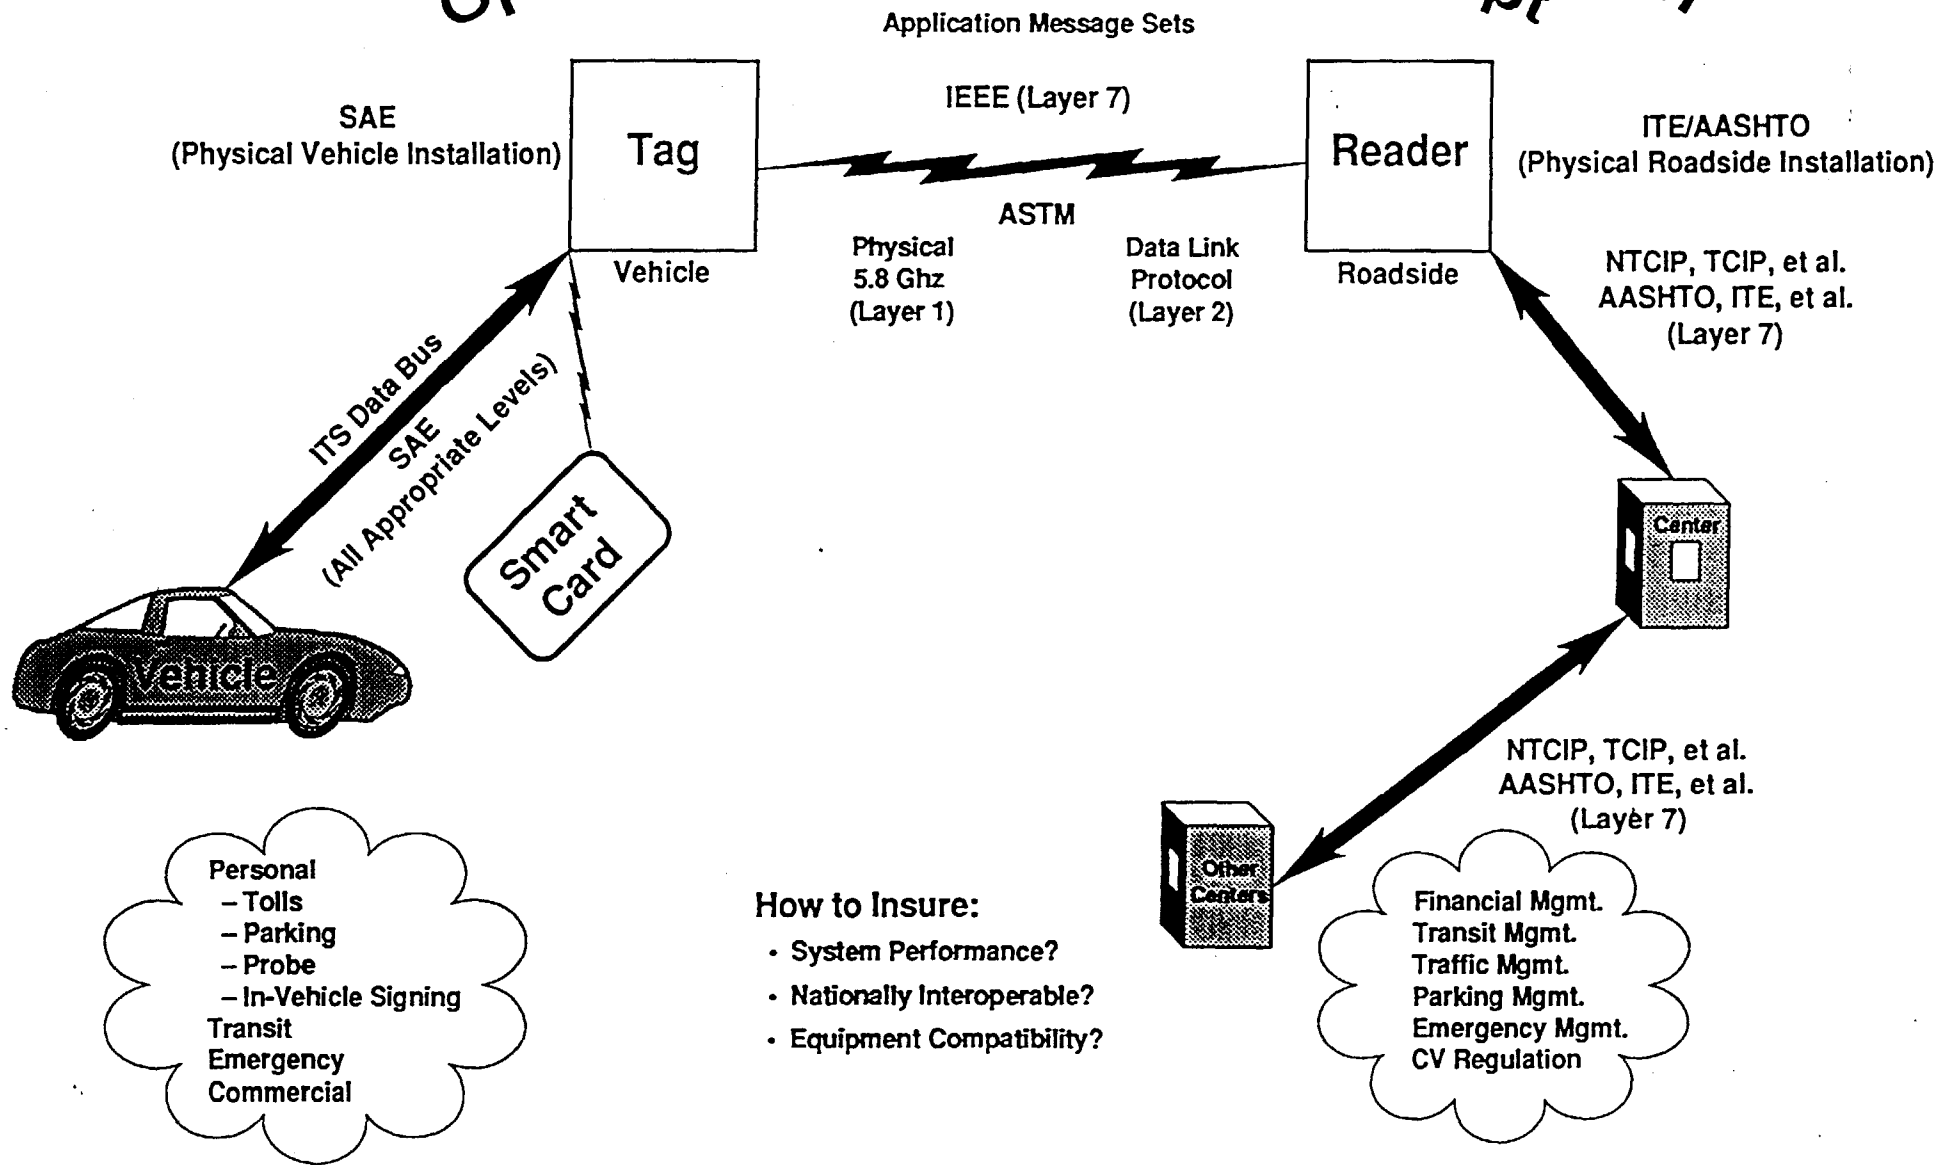 Application Message Sets
SAE
(Physical Vehicle Installation)
Tag
Vehicle
IEEE (Layer 7)
ASTM
Physical
5.8 Ghz
(Layer 1)
Data Link
Protocol
(Layer 2)
Reader
Roadside
ITE/AASHTO
(Physical Roadside Installation)
NTCIP, TCIP, et al.
AASHTO, ITE, et al.
(Layer 7)
ITS Data Bus
SAE
(All Appropriate Levels)
Smart
Card
Vehicle
Center
NTCIP, TCIP, et al.
AASHTO, ITE, et al.
(Layer 7)
Other
Centers
Personal
– Tolls
– Parking
– Probe
– In-Vehicle Signing
Transit
Emergency
Commercial
How to Insure:
• System Performance?
• Nationally Interoperable?
• Equipment Compatibility?
Financial Mgmt.
Transit Mgmt.
Traffic Mgmt.
Parking Mgmt.
Emergency Mgmt.
CV Regulation